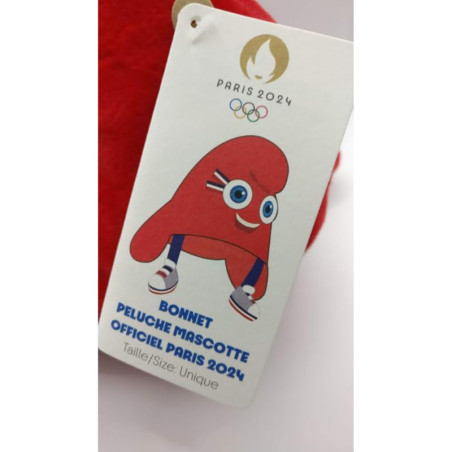 PARIS 2024
BONNET
PELUCHE MASCOTTE
OFFICIEL PARIS 2024
Taille/Size: Unique